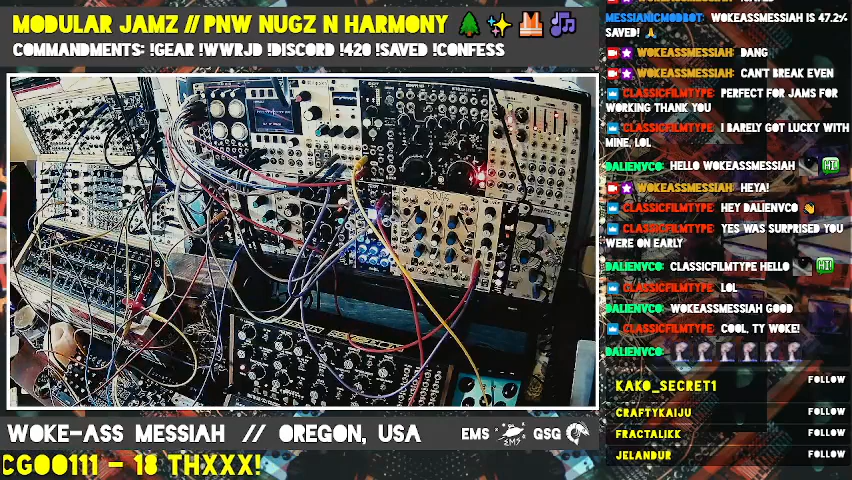 MODULAR JAMZ // PNW NUGZ N HARMONY
COMMANDMENTS: !GEAR !WWRJD !DISCORD !420 !SAVED !CONFESS
MESSIANICMODBOT: WOKEASSMESSIAH IS 47.2%
SAVED!
WOKEASSMESSIAH: DANG
WOKEASSMESSIAH: CAN'T BREAK EVEN
CLASSICFILMTYPE: PERFECT FOR JAMS FOR
WORKING THANK YOU
CLASSICFILMTYPE: I BARELY GOT LUCKY WITH
MINE, LOL
DALIENVCO: HELLO WOKEASSMESSIAH HI
WOKEASSMESSIAH: HEYA!
CLASSICFILMTYPE: HEY DALIENVCO
CLASSICFILMTYPE: YES WAS SURPRISED YOU
WERE ON EARLY
DALIENVCO: CLASSICFILMTYPE HELLO HI
CLASSICFILMTYPE: LOL
DALIENVCO: WOKEASSMESSIAH GOOD
CLASSICFILMTYPE: COOL, TY WOKE!
DALIENVCO:
KAKO_SECRET1 FOLLOW
CRAFTYKAIJU FOLLOW
FRACTALIKK FOLLOW
JELANDUR FOLLOW
WOKE-ASS MESSIAH // OREGON, USA
EMS EMS GSG
CGOO111 - 18 THXXX!